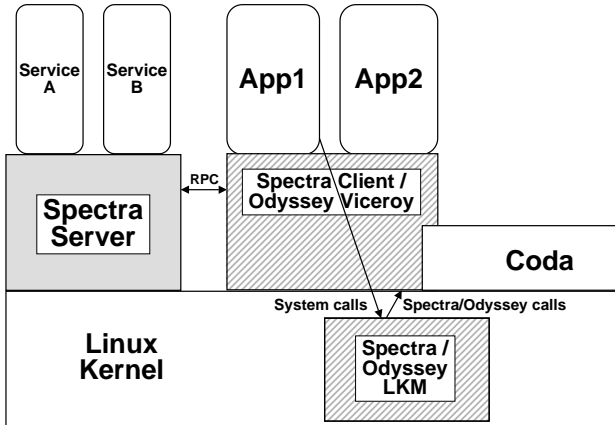 Service
A
Service
B
App1
App2
RPC
Spectra
Server
Spectra Client /
Odyssey Viceroy
Coda
System calls
Spectra/Odyssey calls
Linux
Kernel
Spectra /
Odyssey
LKM